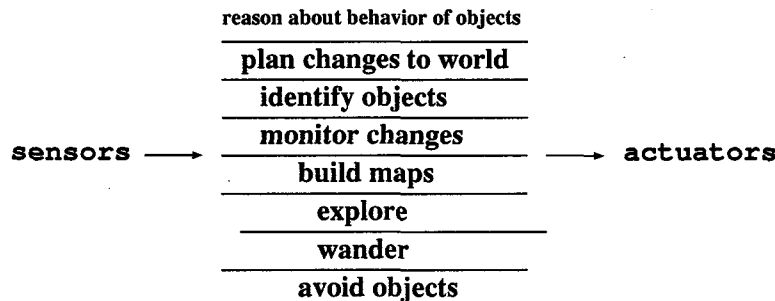 reason about behavior of objects
plan changes to world
identify objects
monitor changes
sensors
actuators
build maps
explore
wander
avoid objects